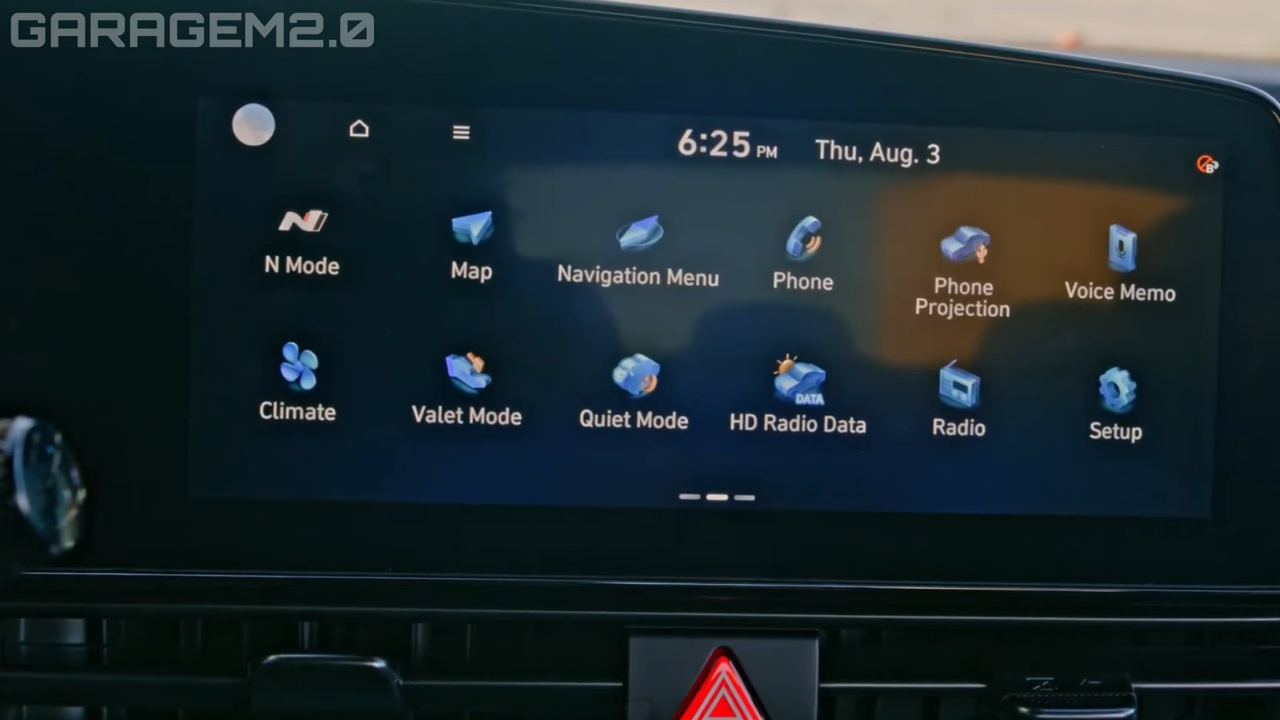 GARAGEM2.0
6:25 PM Thu, Aug. 3
N Mode
Map
Navigation Menu
Phone
Phone
Projection
Voice Memo
Climate
Valet Mode
Quiet Mode
DATA
HD Radio Data
Radio
Setup